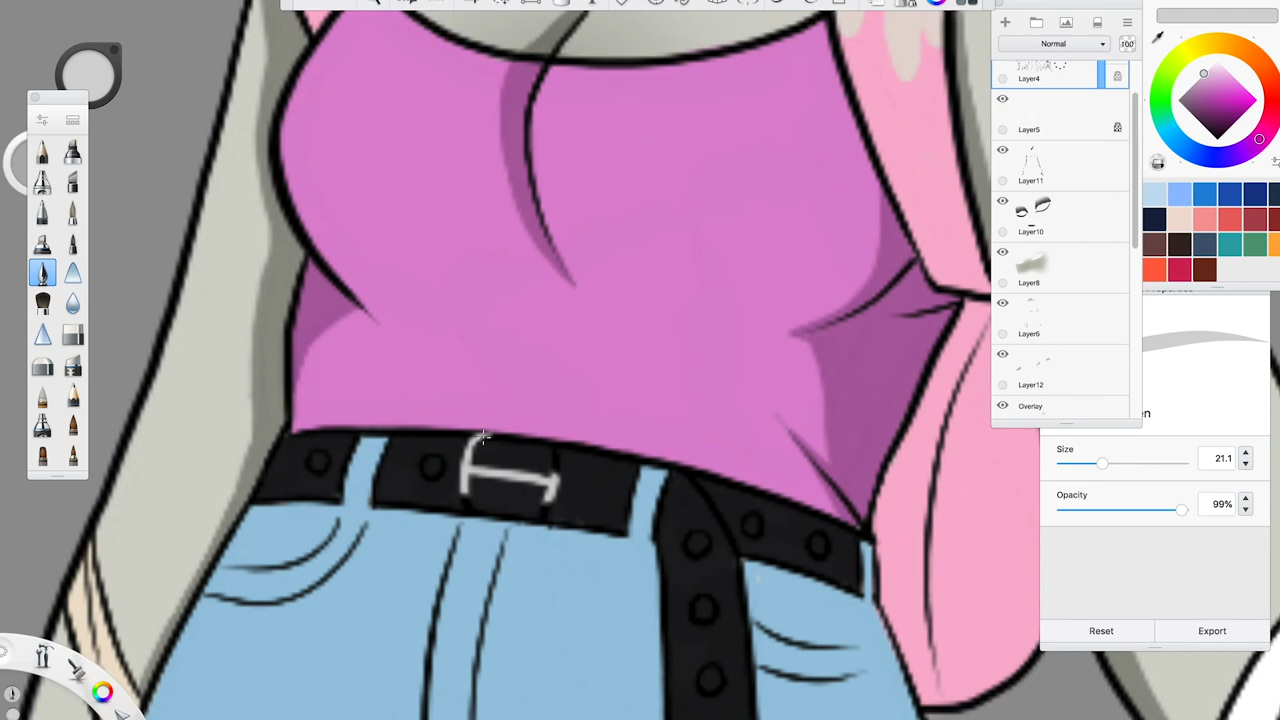 Normal
100
Layer4
Layer5
Layer11
Layer10
Layer8
Layer6
Layer12
Overlay
Size
21.1
Opacity
99%
Reset
Export